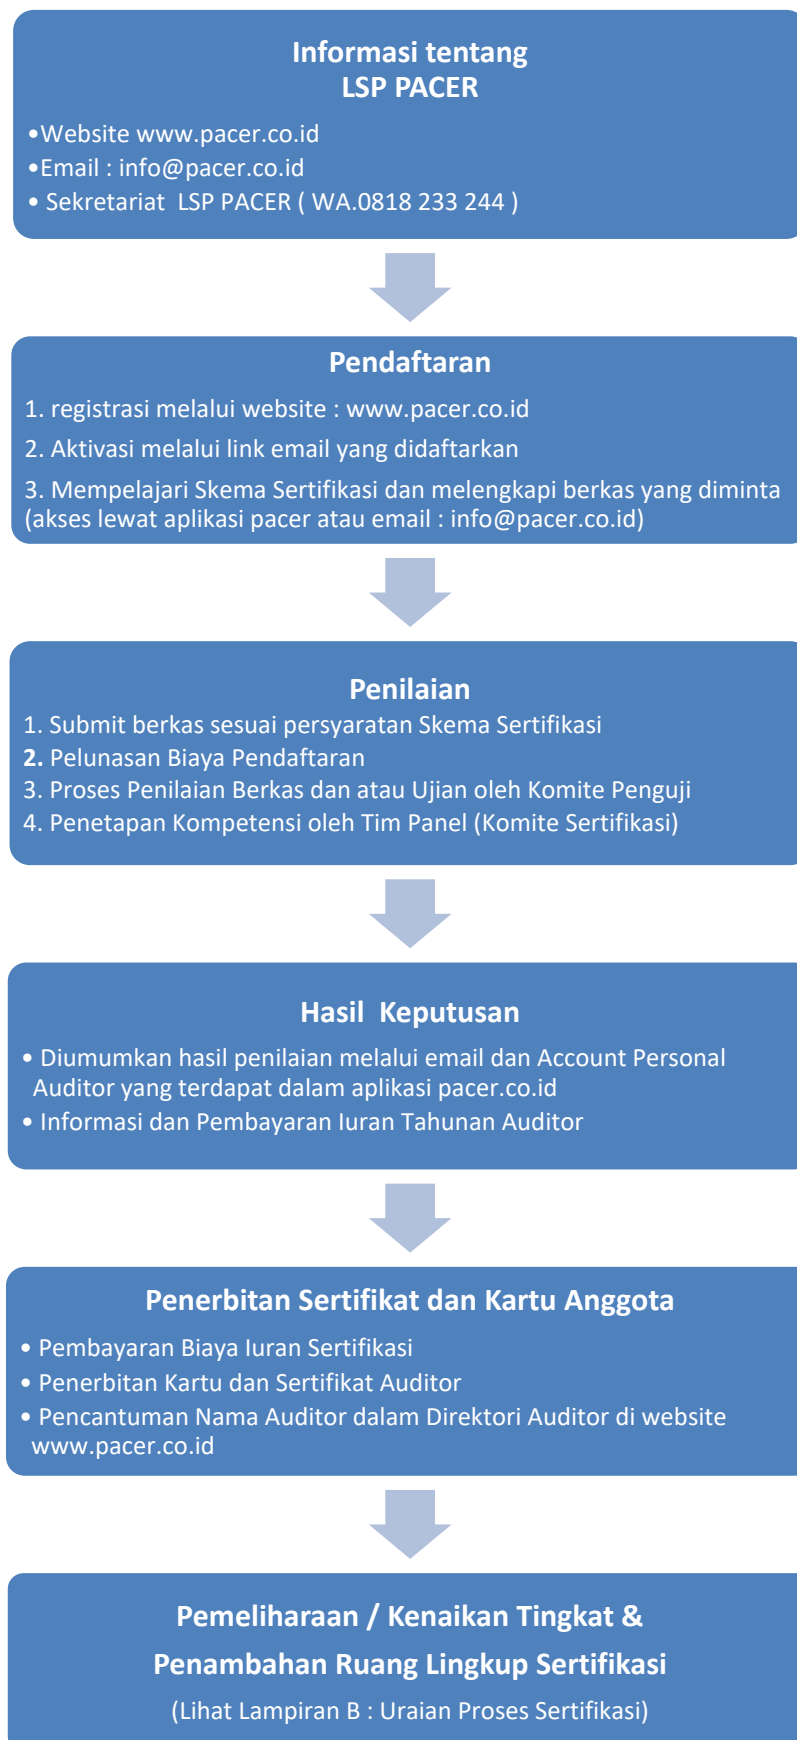 Informasi tentang
LSP PACER
•Website www.pacer.co.id
•Email : info@pacer.co.id
• Sekretariat LSP PACER ( WA.0818 233 244 )
Pendaftaran
1. registrasi melalui website : www.pacer.co.id
2. Aktivasi melalui link email yang didaftarkan
3. Mempelajari Skema Sertifikasi dan melengkapi berkas yang diminta
(akses lewat aplikasi pacer atau email : info@pacer.co.id)
Penilaian
1. Submit berkas sesuai persyaratan Skema Sertifikasi
2. Pelunasan Biaya Pendaftaran
3. Proses Penilaian Berkas dan atau Ujian oleh Komite Penguji
4. Penetapan Kompetensi oleh Tim Panel (Komite Sertifikasi)
Hasil Keputusan
• Diumumkan hasil penilaian melalui email dan Account Personal
Auditor yang terdapat dalam aplikasi pacer.co.id
• Informasi dan Pembayaran Iuran Tahunan Auditor
Penerbitan Sertifikat dan Kartu Anggota
• Pembayaran Biaya Iuran Sertifikasi
• Penerbitan Kartu dan Sertifikat Auditor
• Pencantuman Nama Auditor dalam Direktori Auditor di website
www.pacer.co.id
Pemeliharaan / Kenaikan Tingkat &
Penambahan Ruang Lingkup Sertifikasi
(Lihat Lampiran B : Uraian Proses Sertifikasi)